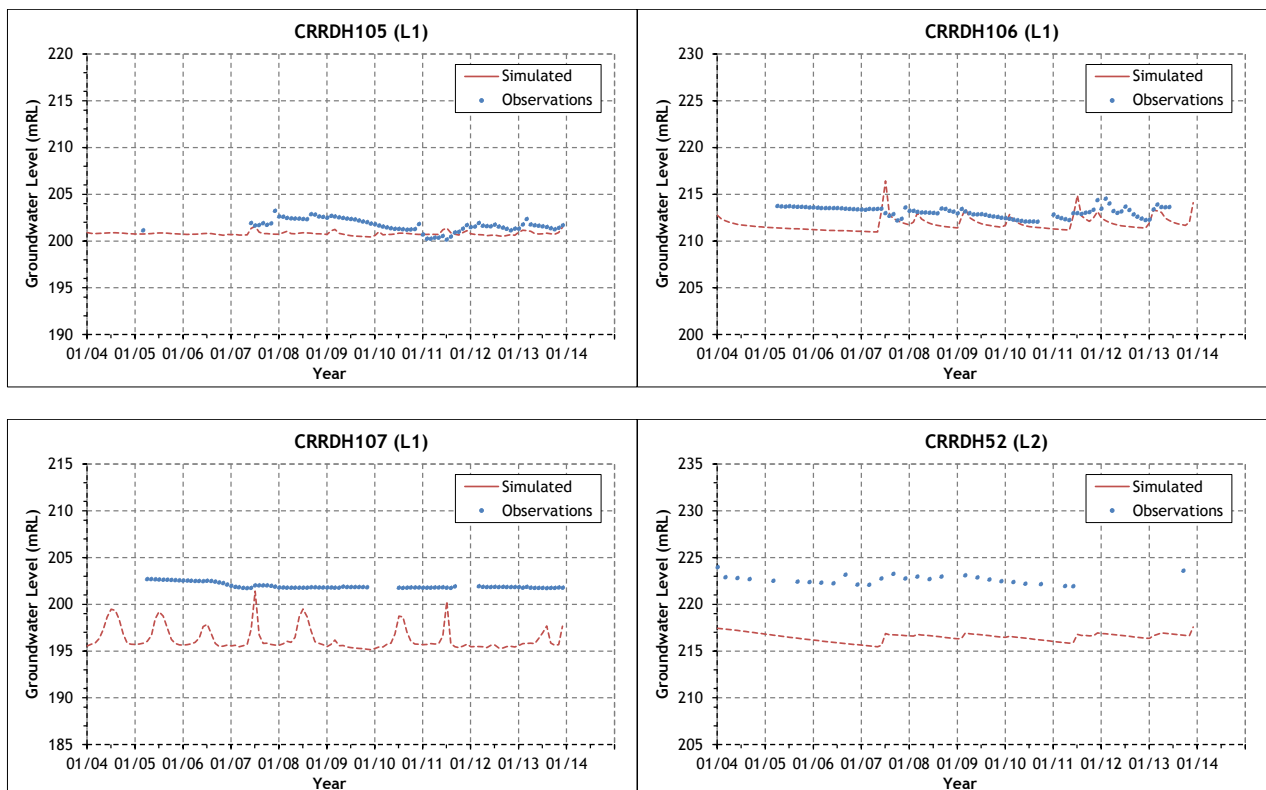 CRRDH105 (L1)
Groundwater Level (mRL)
220
215
210
205
200
195
190
Simulated
Observations
01/04 01/05 01/06 01/07 01/08 01/09 01/10 01/11 01/12 01/13 01/14
Year
CRRDH106 (L1)
Groundwater Level (mRL)
230
225
220
215
210
205
200
Simulated
Observations
01/04 01/05 01/06 01/07 01/08 01/09 01/10 01/11 01/12 01/13 01/14
Year
CRRDH107 (L1)
Groundwater Level (mRL)
215
210
205
200
195
190
185
Simulated
Observations
01/04 01/05 01/06 01/07 01/08 01/09 01/10 01/11 01/12 01/13 01/14
Year
CRRDH52 (L2)
Groundwater Level (mRL)
235
230
225
220
215
210
205
Simulated
Observations
01/04 01/05 01/06 01/07 01/08 01/09 01/10 01/11 01/12 01/13 01/14
Year